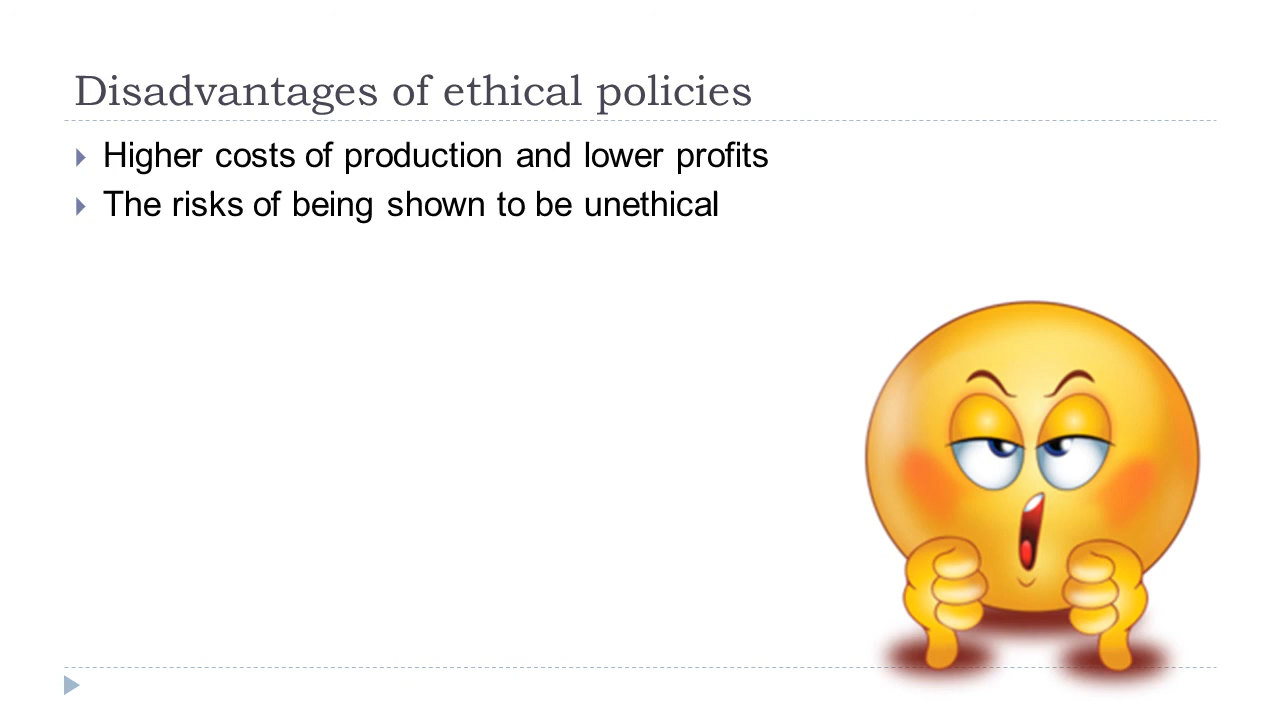 Disadvantages of ethical policies
Higher costs of production and lower profits
The risks of being shown to be unethical